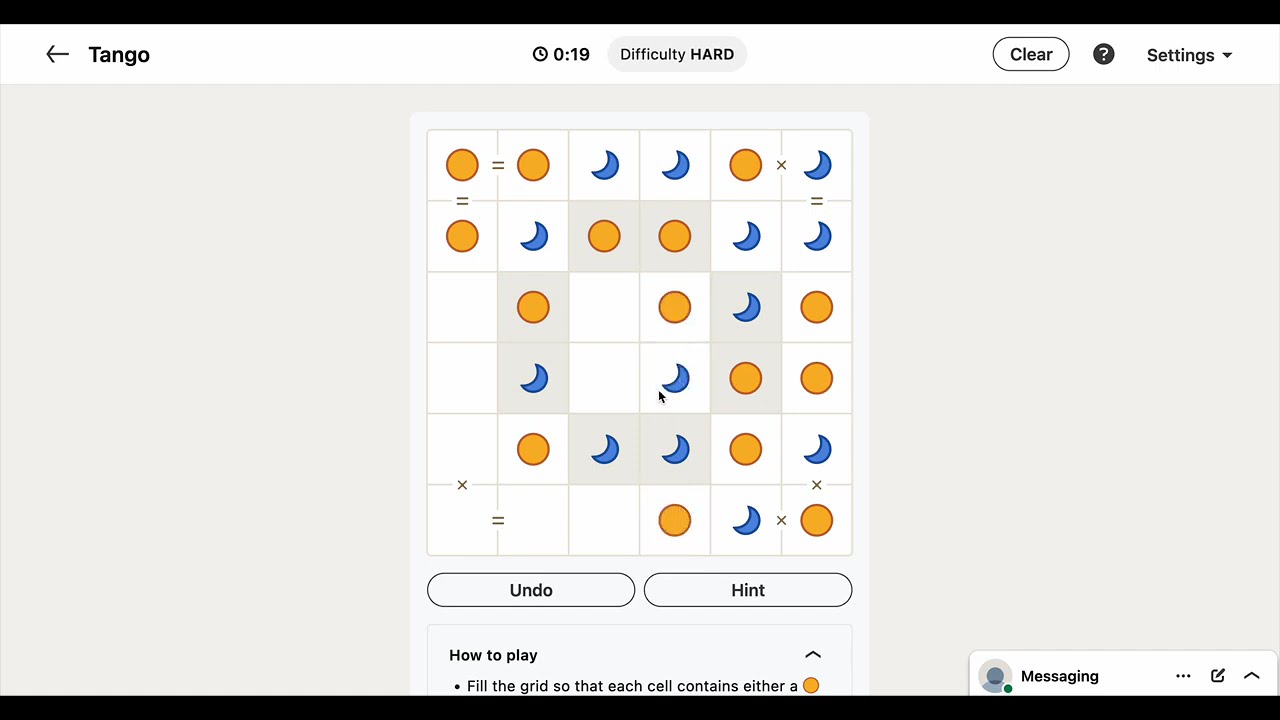 Tango
0:19
Difficulty HARD
Clear
?
Settings
= × = =
× ×
= ×
Undo
Hint
How to play
• Fill the grid so that each cell contains either a
Messaging